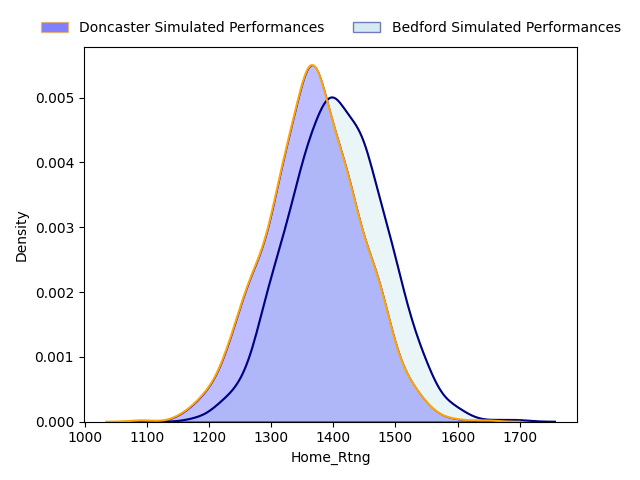 Doncaster Simulated Performances
Bedford Simulated Performances
Density
0.005
0.004
0.003
0.002
0.001
0.000
1000 1100 1200 1300 1400 1500 1600 1700
Home_Rtng